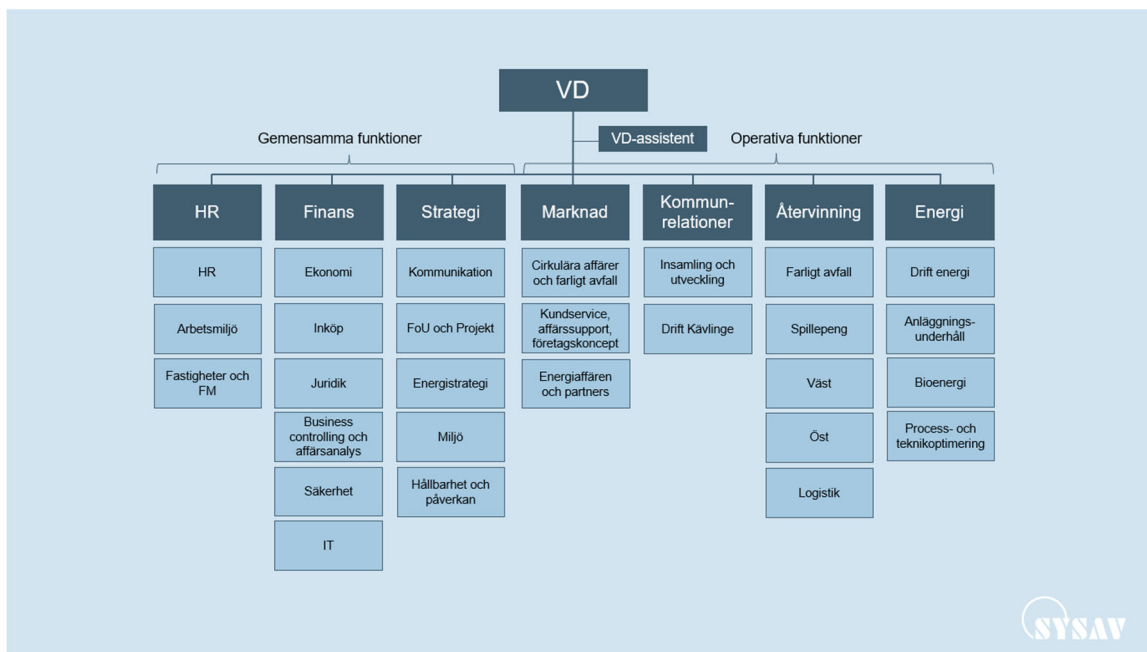 VD
VD-assistent
Gemensamma funktioner
Operativa funktioner
HR
Finans
Strategi
Marknad
Kommun-
relationer
Återvinning
Energi
HR
Arbetsmiljö
Fastigheter och
FM
Ekonomi
Inköp
Juridik
Business
controlling och
affärsanalys
Säkerhet
IT
Kommunikation
FoU och Projekt
Energistrategi
Miljö
Hållbarhet och
påverkan
Cirkulära affärer
och farligt avfall
Kundservice,
affärssupport,
företagskoncept
Energiaffären
och partners
Insamling och
utveckling
Drift Kävlinge
Farligt avfall
Spillepeng
Väst
Öst
Logistik
Drift energi
Anläggnings-
underhåll
Bioenergi
Process- och
teknikoptimering
SYSAV